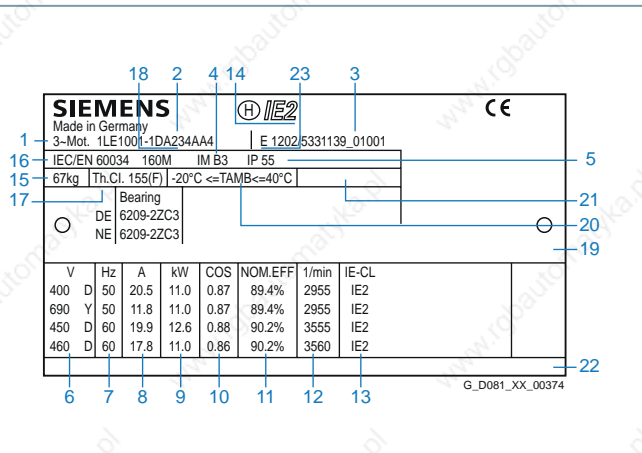 18 2 4 14 23 3
SIEMENS H IE2 CE
Made in Germany
1 3~Mot. 1LE1001-1DA234AA4 E 1202/5331139_01001
16 IEC/EN 60034 160M IM B3 IP 55 5
15 67kg Th.Cl. 155(F) -20°C <=TAMB<=40°C 21
17 Bearing 20
DE 6209-2ZC3
NE 6209-2ZC3
19
V Hz A kW COS NOM.EFF 1/min IE-CL
400 D 50 20.5 11.0 0.87 89.4% 2955 IE2
690 Y 50 11.8 11.0 0.87 89.4% 2955 IE2
450 D 60 19.9 12.6 0.88 90.2% 3555 IE2
460 D 60 17.8 11.0 0.86 90.2% 3560 IE2
22
6 7 8 9 10 11 12 13
G_D081_XX_00374
www.rgbautomatyka.pl